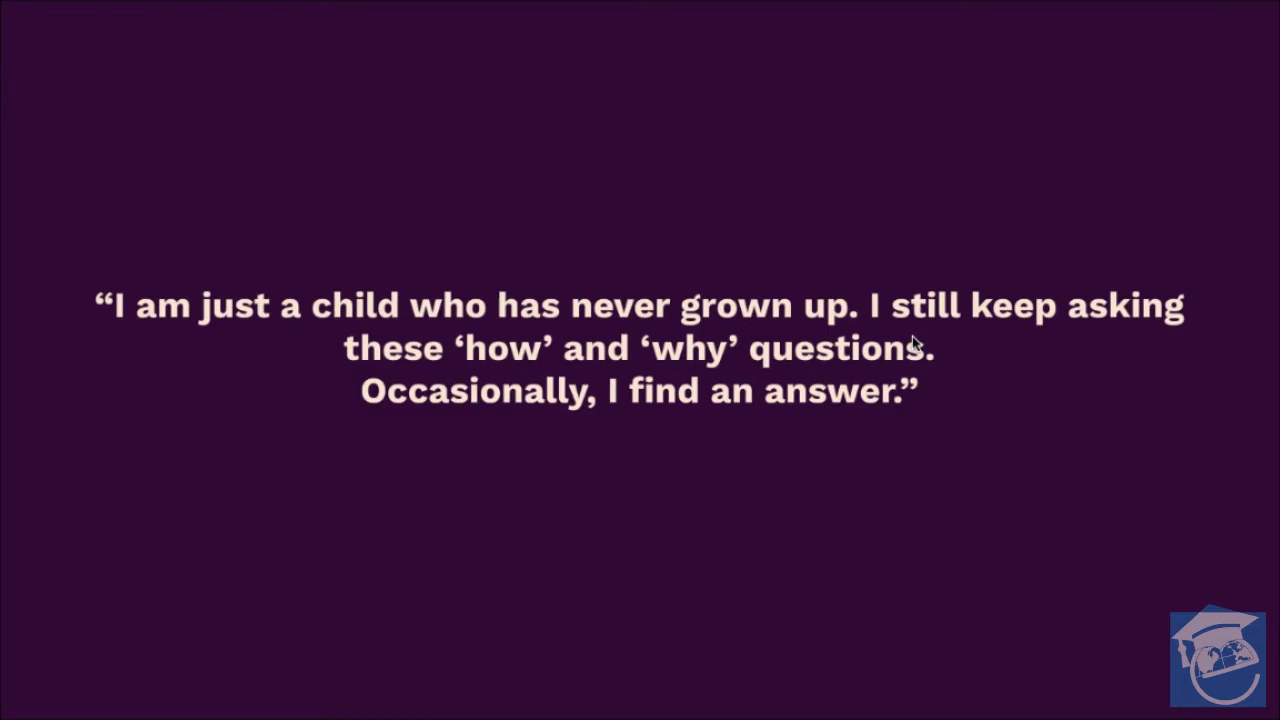 “I am just a child who has never grown up. I still keep asking
these ‘how’ and ‘why’ questions.
Occasionally, I find an answer.”